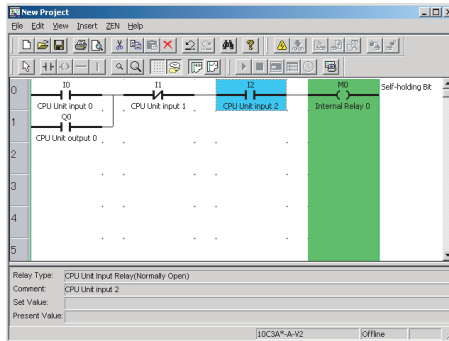 New Project
File Edit View Insert ZEN Help
0 I0 I1 I2 M0 Self-holding Bit
CPU Unit input 0 CPU Unit input 1 CPU Unit input 2 Internal Relay 0
1 Q0
CPU Unit output 0
2
3
4
5
Relay Type: CPU Unit Input Relay(Normally Open)
Comment: CPU Unit input 2
Set Value:
Present Value:
10C3A*-A-V2 Offline